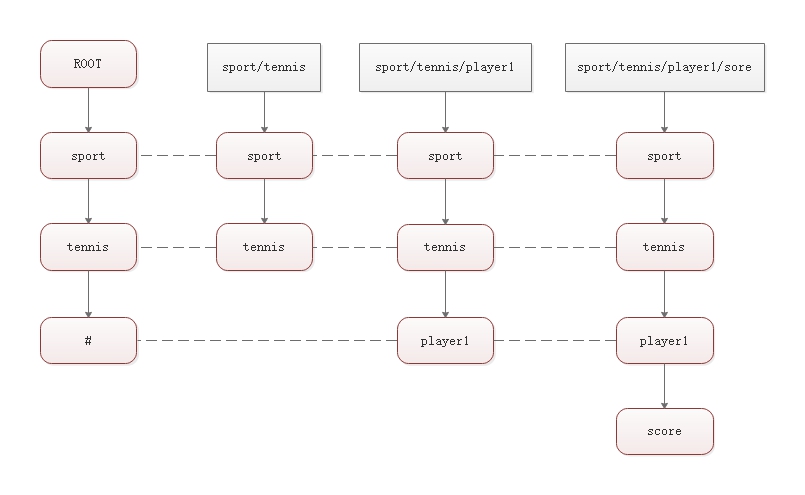 ROOT
sport/tennis
sport/tennis/player1
sport/tennis/player1/sore
sport
sport
sport
sport
tennis
tennis
tennis
tennis
#
player1
player1
score